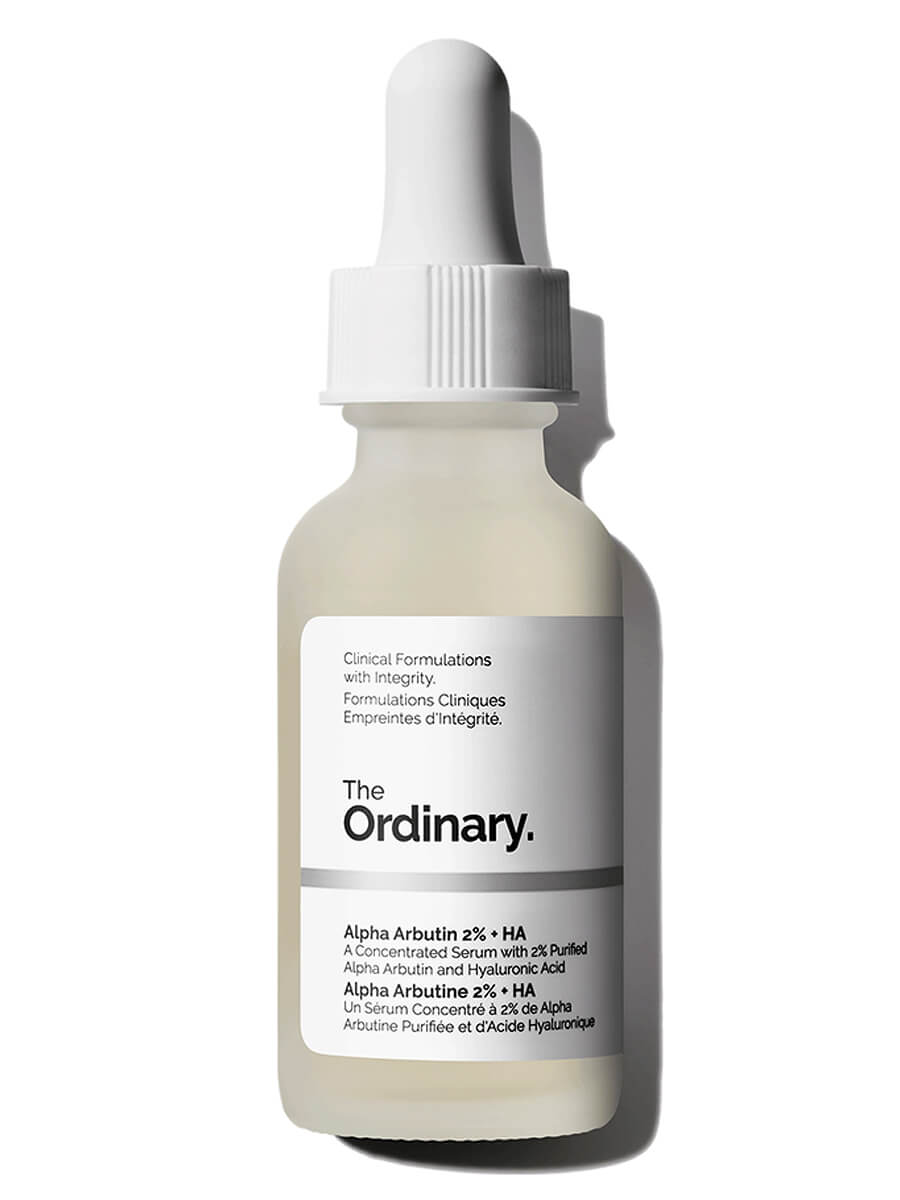 Clinical Formulations
with Integrity.
Formulations Cliniques
Empreintes d'Intégrité.
The
Ordinary.
Alpha Arbutin 2% + HA
A Concentrated Serum with 2% Purified
Alpha Arbutin and Hyaluronic Acid
Alpha Arbutine 2% + HA
Un Sérum Concentré à 2% de Alpha
Arbutine Purifiée et d'Acide Hyaluronique